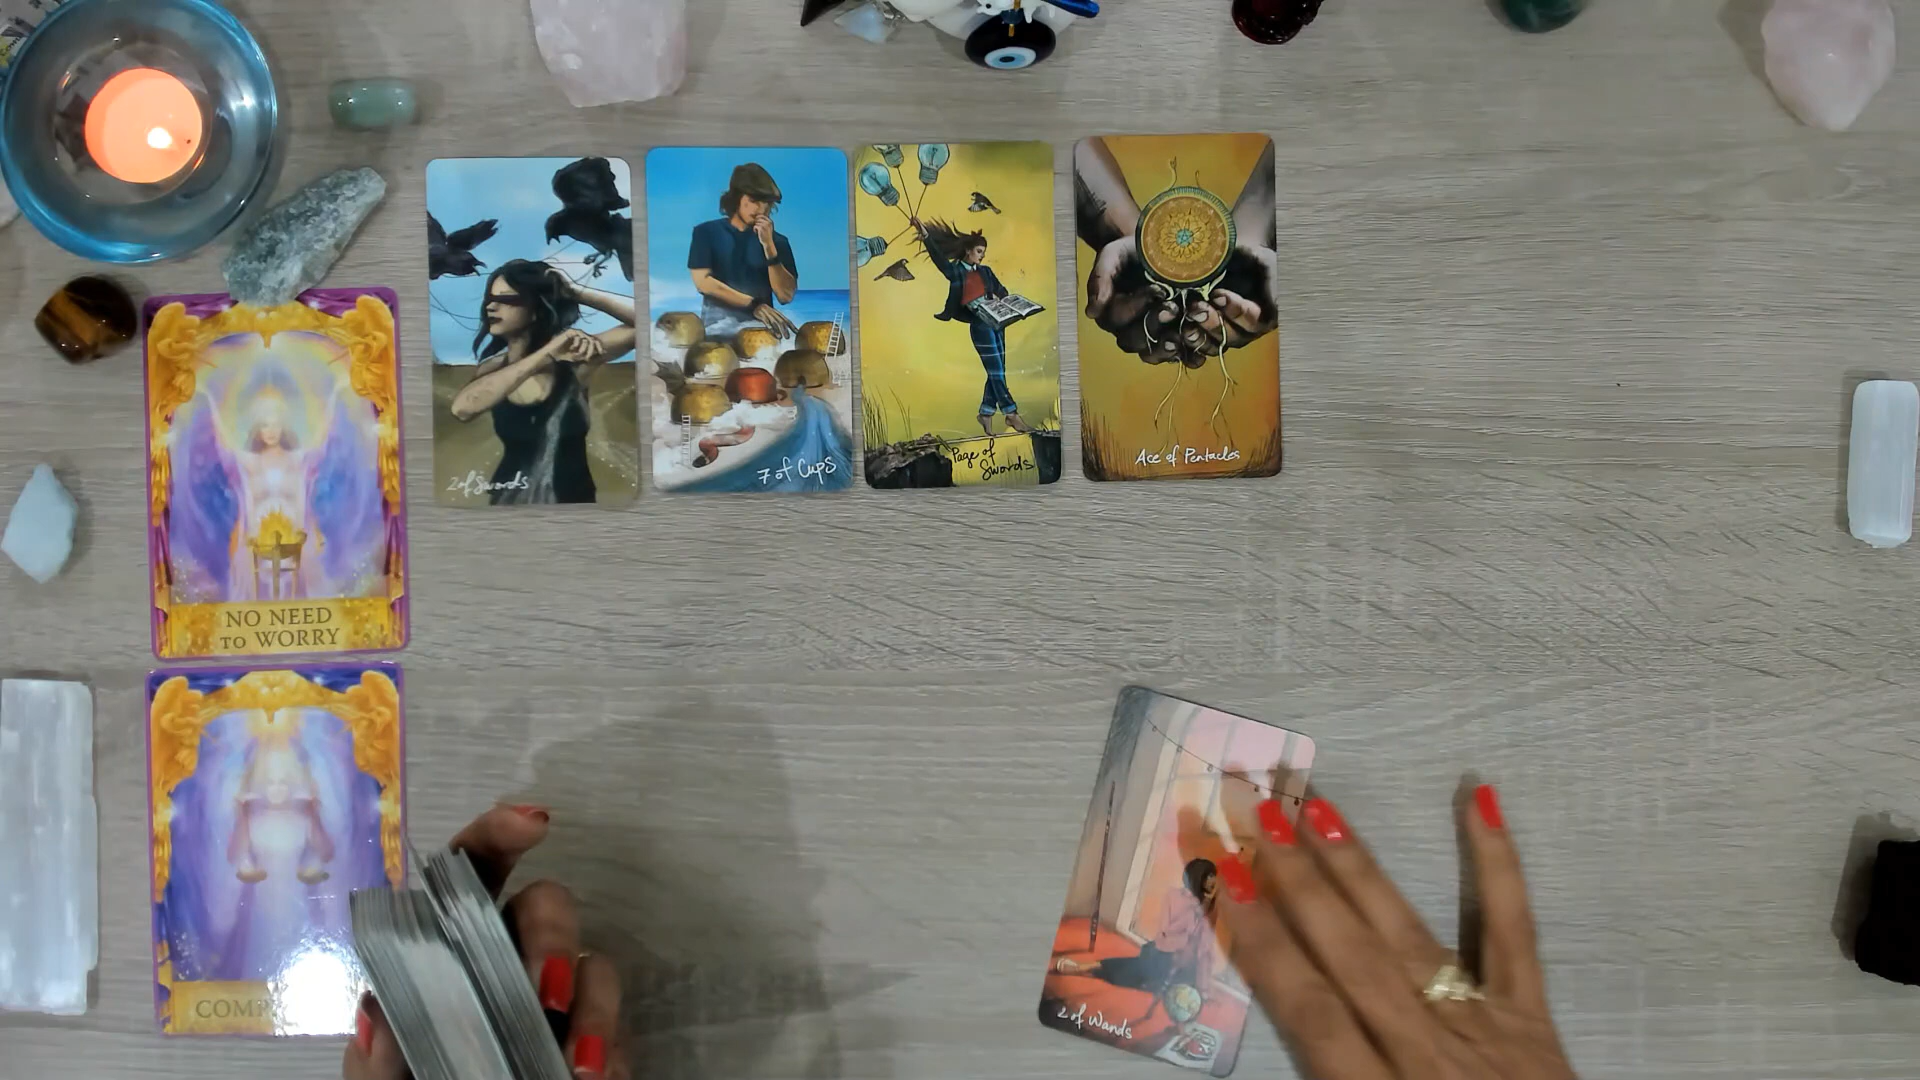 2 of Swords
7 of Cups
Page of
Swords
Ace of Pentacles
NO NEED
TO WORRY
2 of Wands